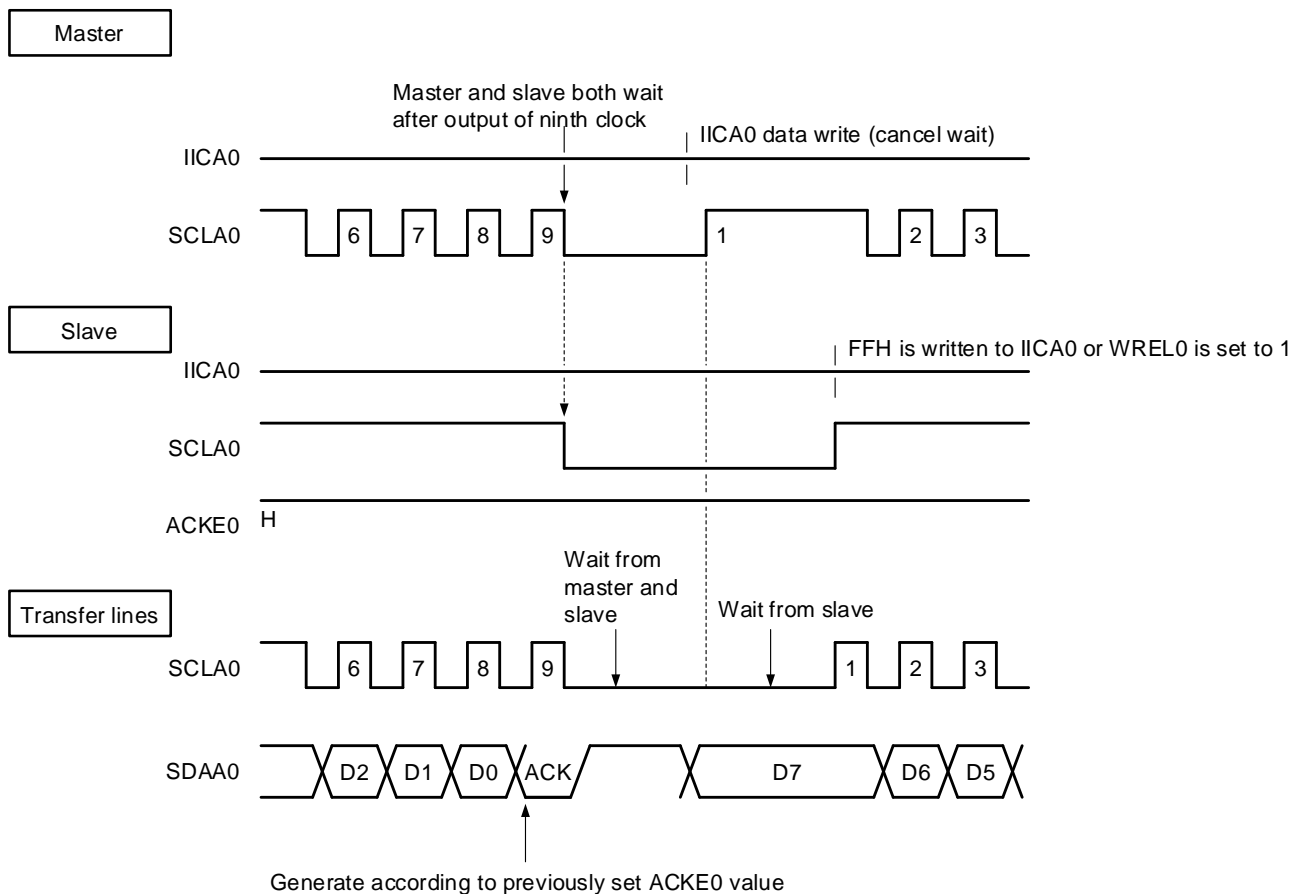 Master
Master and slave both wait
after output of ninth clock
IICA0 data write (cancel wait)
IICA0
SCLA0
6 7 8 9 1 2 3
Slave
FFH is written to IICA0 or WREL0 is set to 1
IICA0
SCLA0
ACKE0 H
Wait from
master and
slave
Wait from slave
Transfer lines
SCLA0
6 7 8 9 1 2 3
SDAA0
D2 D1 D0 ACK D7 D6 D5
Generate according to previously set ACKE0 value